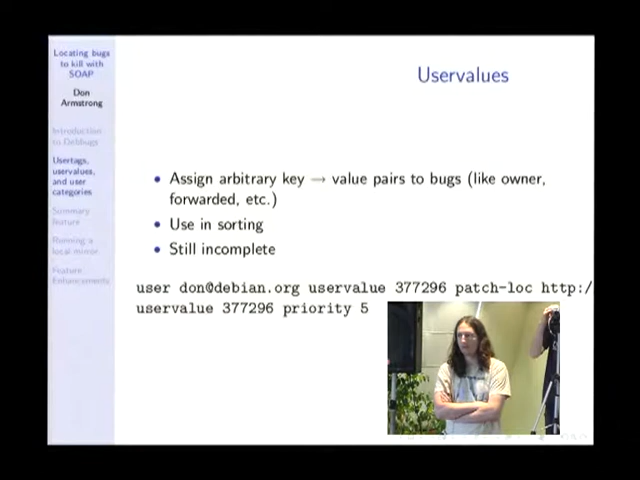 Locating bugs
to kill with
SOAP
Don
Armstrong
Introduction
to Debbugs
Usertags,
uservalues,
and user
categories
Summary
feature
Running a
local mirror
Feature
Enhancements
Uservalues
• Assign arbitrary key → value pairs to bugs (like owner,
forwarded, etc.)
• Use in sorting
• Still incomplete
user don@debian.org uservalue 377296 patch-loc http:/
uservalue 377296 priority 5